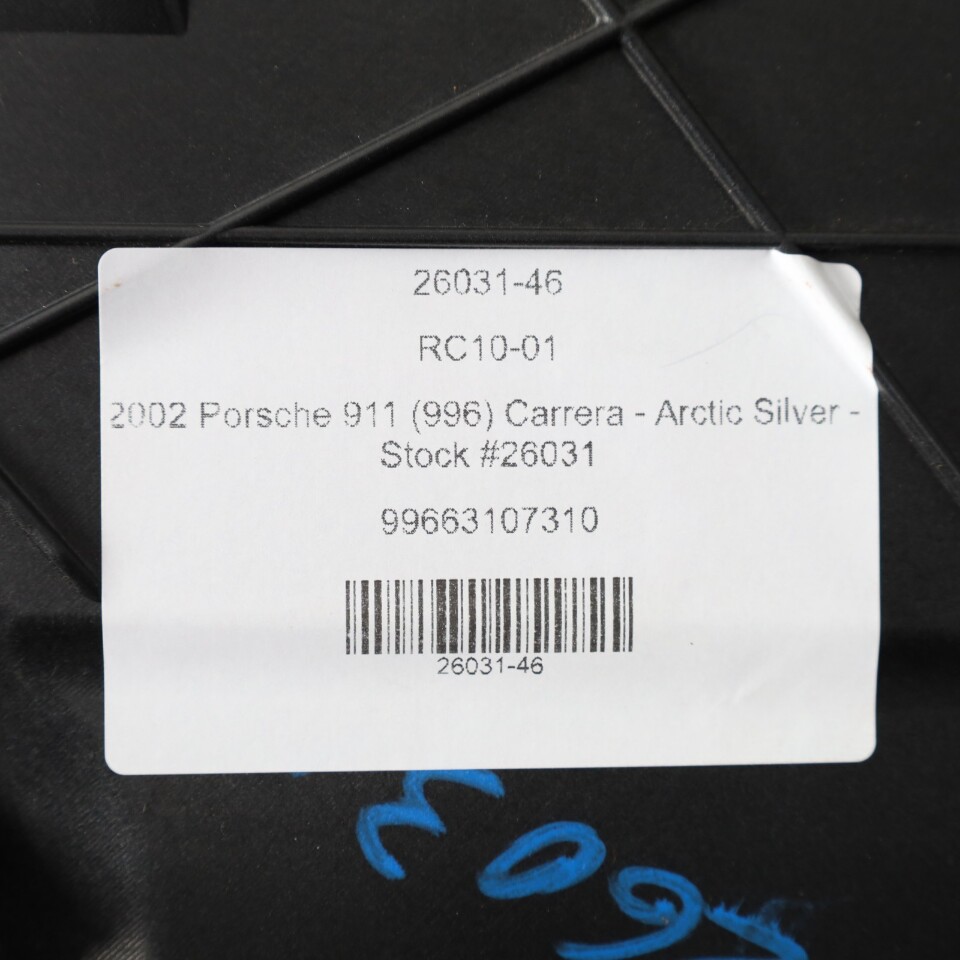 26031-46
RC10-01
2002 Porsche 911 (996) Carrera - Arctic Silver -
Stock #26031
99663107310
26031-46